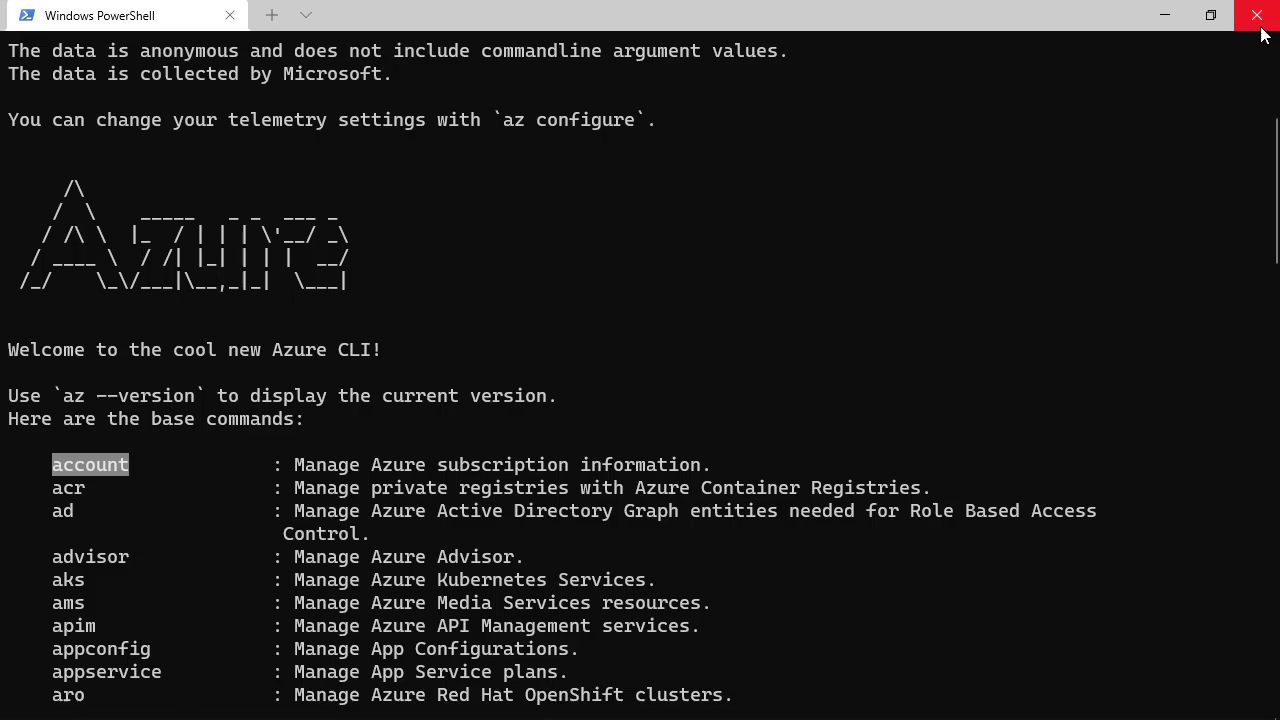 Windows PowerShell
The data is anonymous and does not include commandline argument values.
The data is collected by Microsoft.
You can change your telemetry settings with `az configure`.
     /\
    /  \    _____   _ _  ___ _
   / /\ \  |_  / | | | \'__/ _\
  / ____ \  / /| |_| | | |  __/
 /_/    \_\/___|\__,_|_|  \___|
Welcome to the cool new Azure CLI!
Use `az --version` to display the current version.
Here are the base commands:
account : Manage Azure subscription information.
acr : Manage private registries with Azure Container Registries.
ad : Manage Azure Active Directory Graph entities needed for Role Based Access
Control.
advisor : Manage Azure Advisor.
aks : Manage Azure Kubernetes Services.
ams : Manage Azure Media Services resources.
apim : Manage Azure API Management services.
appconfig : Manage App Configurations.
appservice : Manage App Service plans.
aro : Manage Azure Red Hat OpenShift clusters.